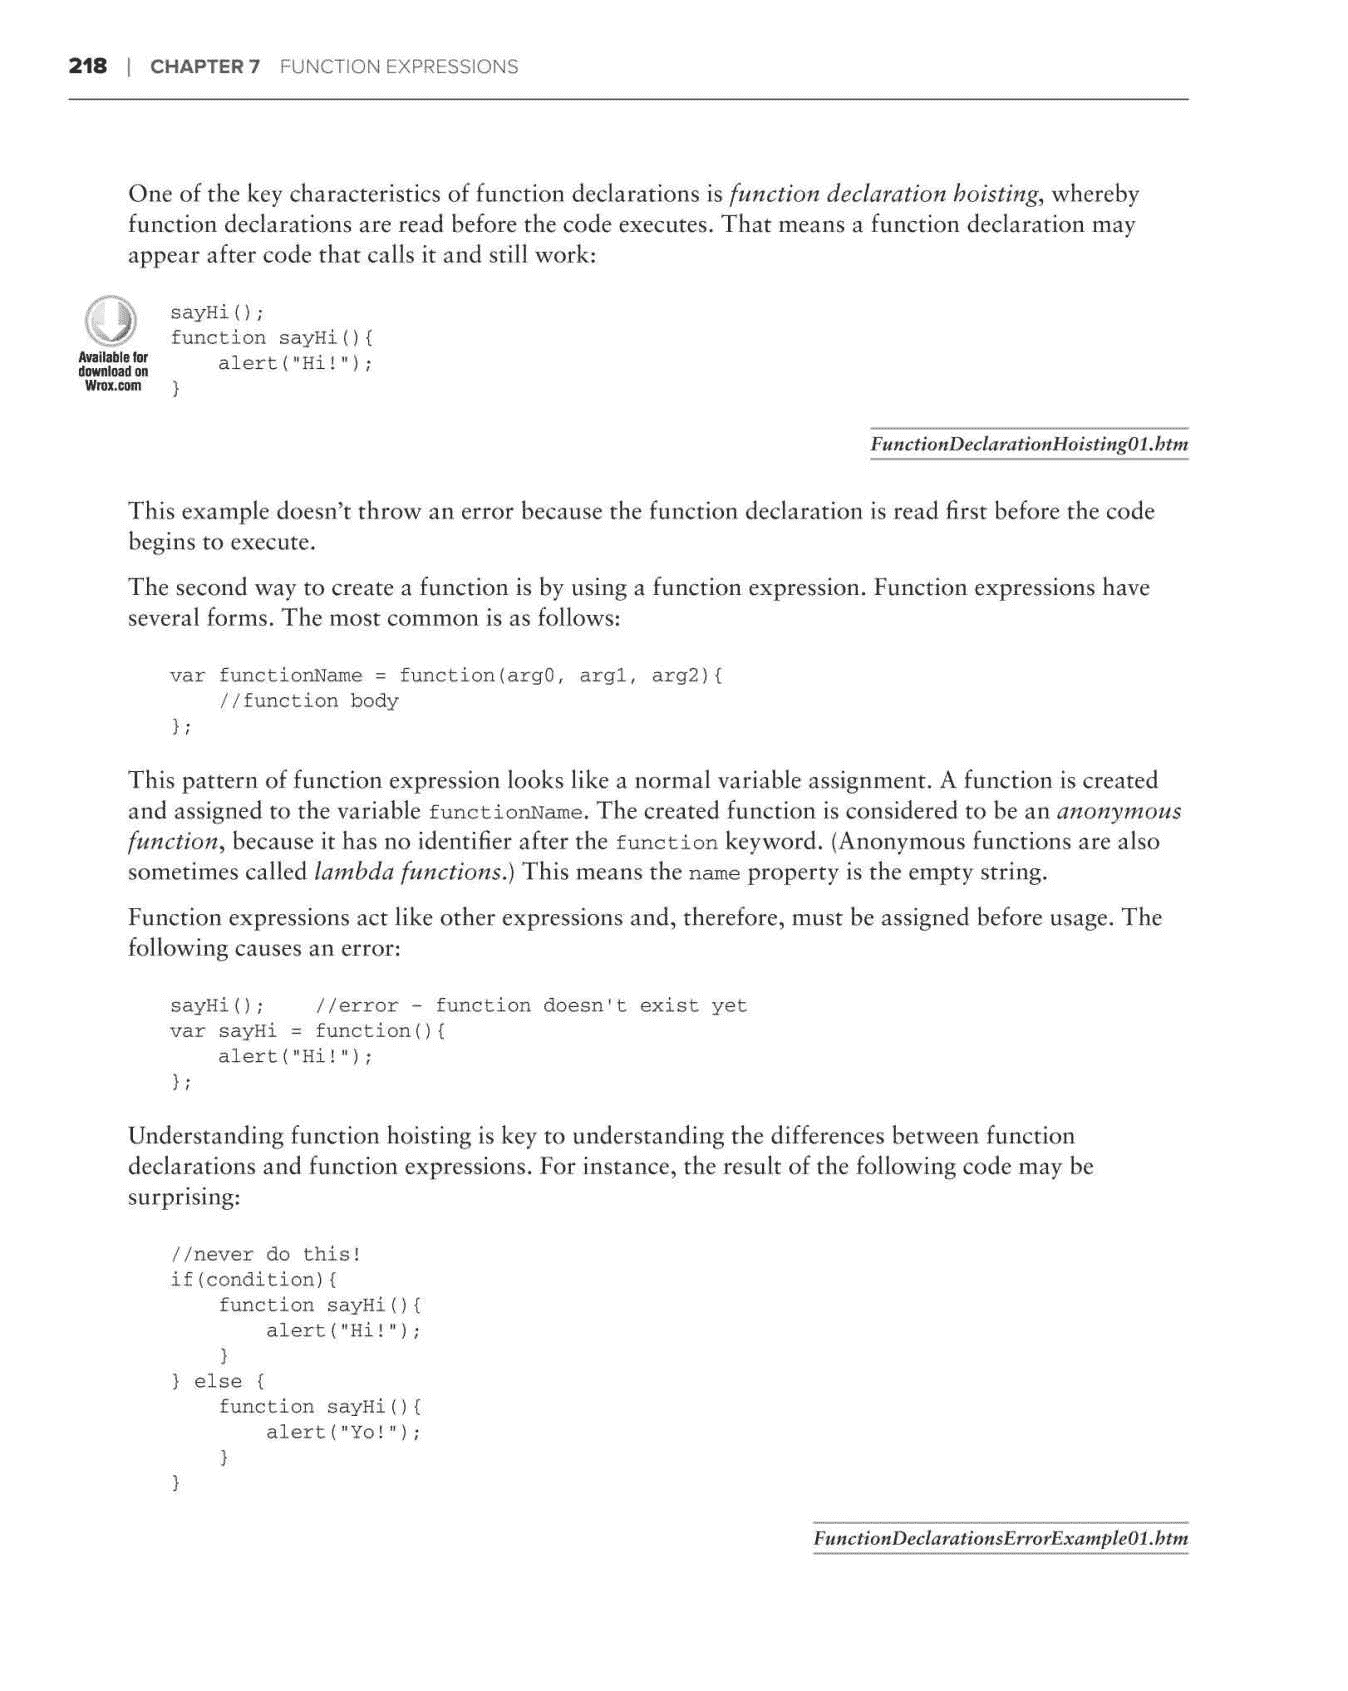 218 | CHAPTER 7 FUNCTION EXPRESSIONS
One of the key characteristics of function declarations is function declaration hoisting, whereby
function declarations are read before the code executes. That means a function declaration may
appear after code that calls it and still work:
Available for
download on
Wrox.com
sayHi();
function sayHi(){
    alert("Hi!");
}
FunctionDeclarationHoisting01.htm
This example doesn’t throw an error because the function declaration is read first before the code
begins to execute.
The second way to create a function is by using a function expression. Function expressions have
several forms. The most common is as follows:
var functionName = function(arg0, arg1, arg2){
    //function body
};
This pattern of function expression looks like a normal variable assignment. A function is created
and assigned to the variable functionName. The created function is considered to be an anonymous
function, because it has no identifier after the function keyword. (Anonymous functions are also
sometimes called lambda functions.) This means the name property is the empty string.
Function expressions act like other expressions and, therefore, must be assigned before usage. The
following causes an error:
sayHi();    //error - function doesn't exist yet
var sayHi = function(){
    alert("Hi!");
};
Understanding function hoisting is key to understanding the differences between function
declarations and function expressions. For instance, the result of the following code may be
surprising:
//never do this!
if(condition){
    function sayHi(){
        alert("Hi!");
    }
} else {
    function sayHi(){
        alert("Yo!");
    }
}
FunctionDeclarationsErrorExample01.htm